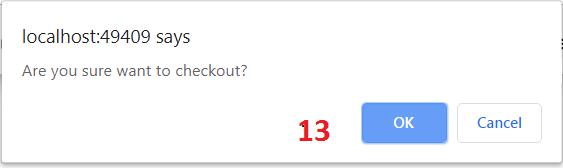 localhost:49409 says
Are you sure want to checkout?
13 OK Cancel